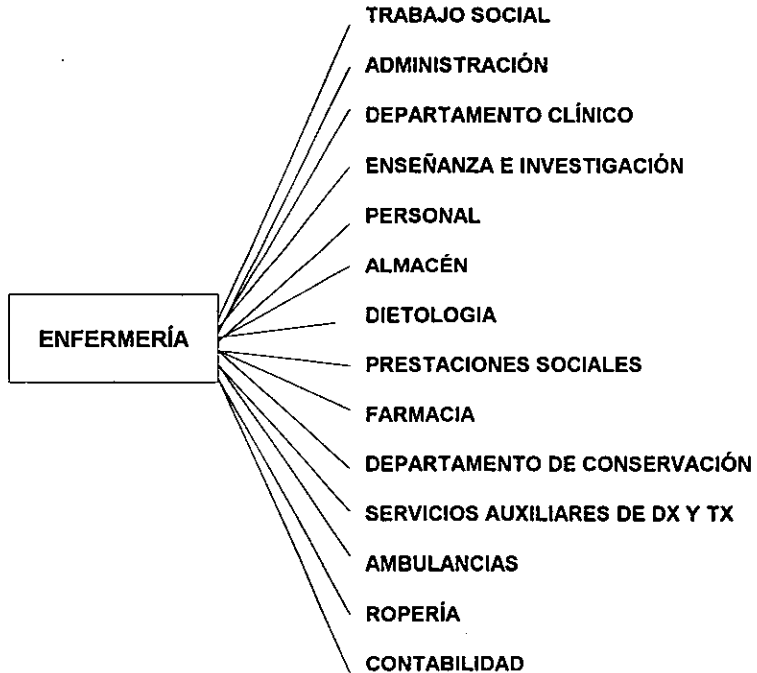 TRABAJO SOCIAL
ADMINISTRACIÓN
DEPARTAMENTO CLÍNICO
ENSEÑANZA E INVESTIGACIÓN
PERSONAL
ALMACÉN
DIETOLOGIA
ENFERMERÍA
PRESTACIONES SOCIALES
FARMACIA
DEPARTAMENTO DE CONSERVACIÓN
SERVICIOS AUXILIARES DE DX Y TX
AMBULANCIAS
ROPERÍA
CONTABILIDAD